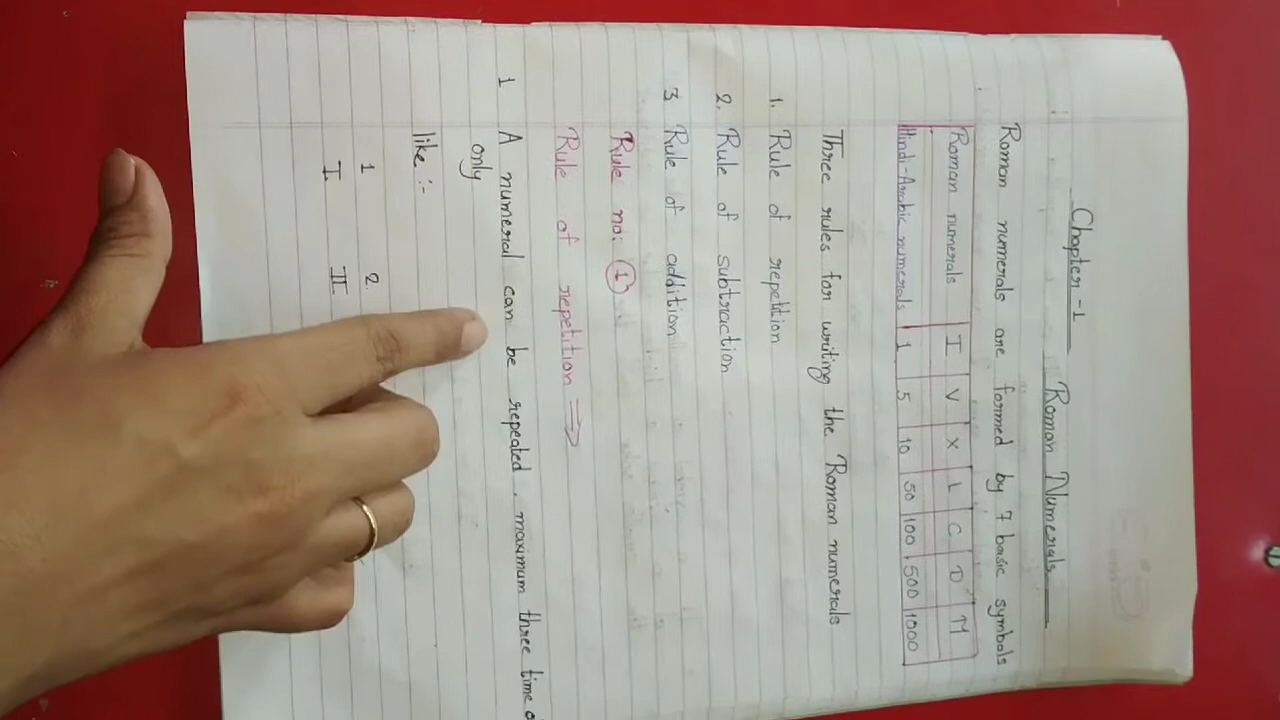 Chapter -1 Roman Numerals
Roman numerals are formed by 7 basic symbols
Roman numerals I V X L C D M
Hindi-Arabic numerals 1 5 10 50 100 500 1000
Three rules for writing the Roman numerals
1. Rule of repetition
2. Rule of subtraction
3 Rule of addition
Rule no: 1
Rule of repetition ⇒
1 A numeral can be repeated, maximum three time
only
like :-
1 2
I II